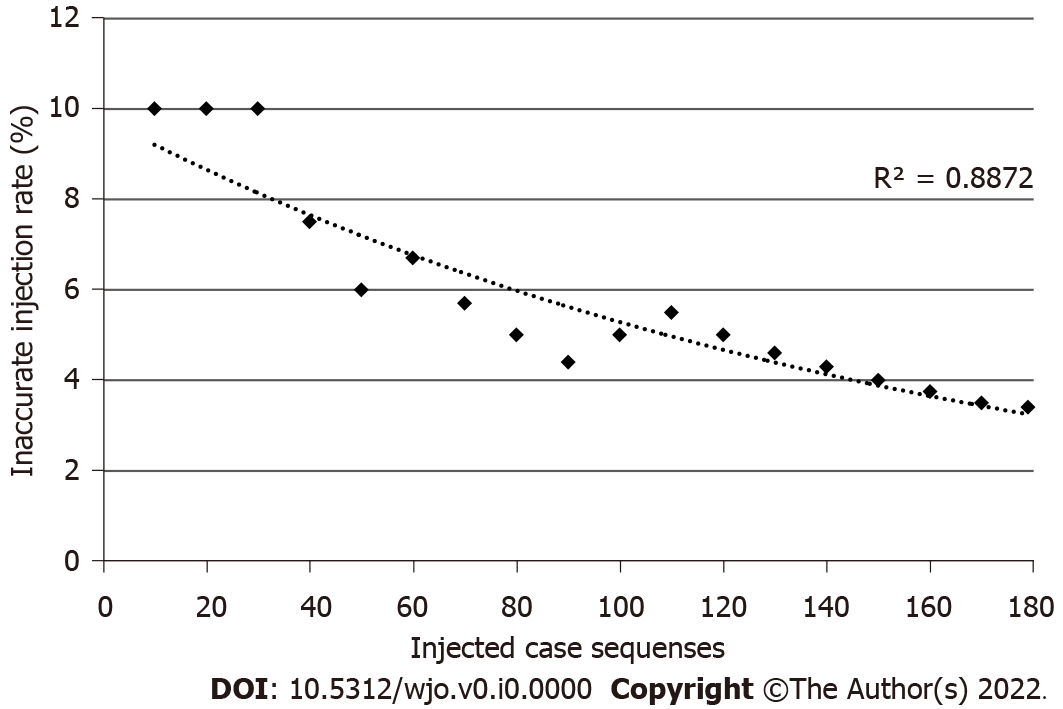 12
10
8
6
4
2
0
Inaccurate injection rate (%)
R² = 0.8872
0 20 40 60 80 100 120 140 160 180
Injected case sequenses
DOI: 10.5312/wjo.v0.i0.0000 Copyright ©The Author(s) 2022.